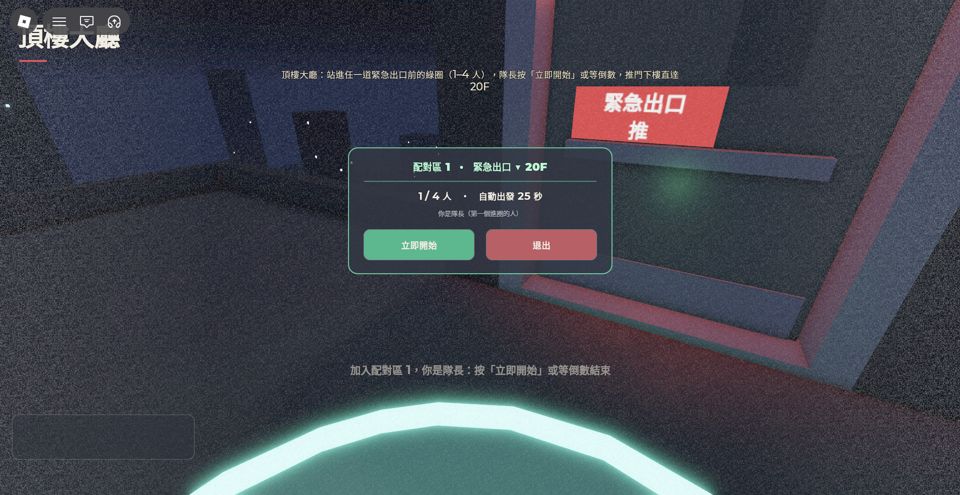 頂樓大廳
頂樓大廳：站進任一道緊急出口前的綠圈（1–4 人），隊長按「立即開始」或等倒數，推門下樓直達
20F
緊急出口
推
配對區 1 • 緊急出口 ▼ 20F
1 / 4 人 • 自動出發 25 秒
你是隊長（第一個進圈的人）
立即開始
退出
加入配對區 1，你是隊長：按「立即開始」或等倒數結束